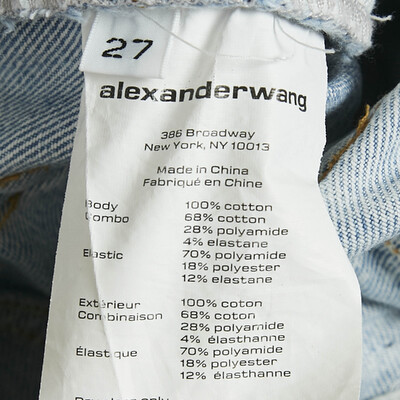 27
alexanderwang
386 Broadway
New York, NY 10013
Made in China
Fabriqué en Chine
Body 100% cotton
Combo 68% cotton
28% polyamide
4% elastane
Elastic 70% polyamide
18% polyester
12% elastane
Extérieur 100% coton
Combinaison 68% coton
28% polyamide
4% élasthanne
Élastique 70% polyamide
18% polyester
12% élasthanne
only